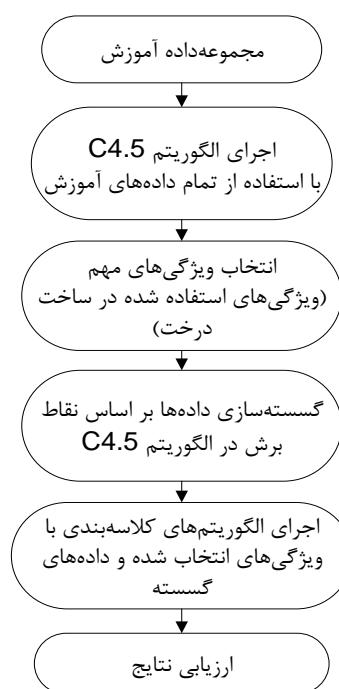 مجموعه‌داده آموزش
اجرای الگوریتم C4.5
با استفاده از تمام داده‌های آموزش
انتخاب ویژگی‌های مهم
(ویژگی‌های استفاده شده در ساخت
درخت)
گسسته‌سازی داده‌ها بر اساس نقاط
برش در الگوریتم C4.5
اجرای الگوریتم‌های کلاسه‌بندی با
ویژگی‌های انتخاب شده و داده‌های
گسسته
ارزیابی نتایج